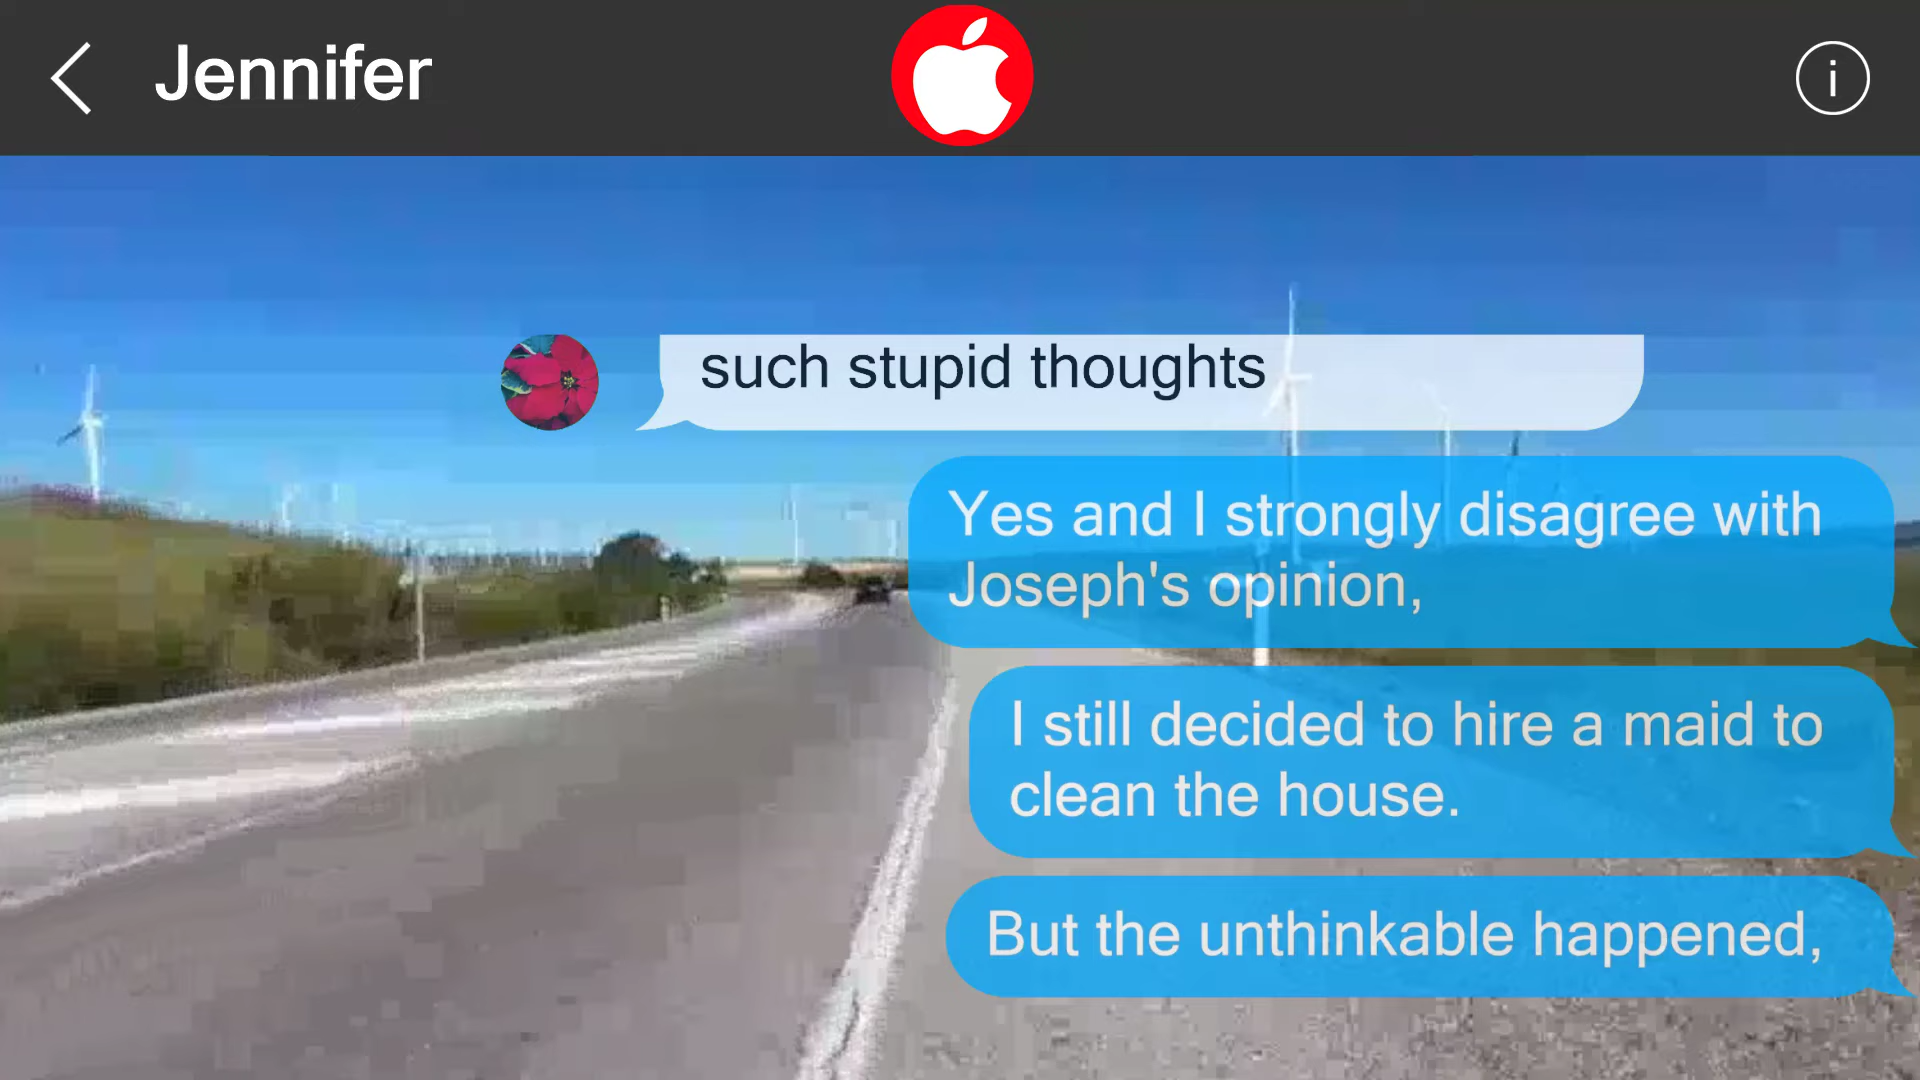 Jennifer
such stupid thoughts
Yes and I strongly disagree with
Joseph's opinion,
I still decided to hire a maid to
clean the house.
But the unthinkable happened,